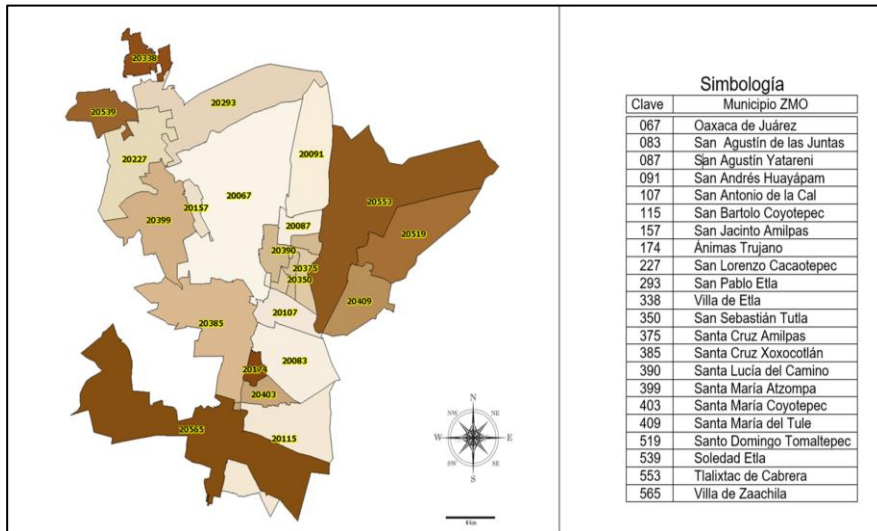 20338
20293
20539
20091
20227
20553
20067
20157
20399
20087
20519
20390
20375
20350
20409
20107
20385
20083
20174
20403
20565
20115
N
NW NE
W E
SW SE
S
Simbología
Clave Municipio ZMO
067 Oaxaca de Juárez
083 San Agustín de las Juntas
087 San Agustín Yatareni
091 San Andrés Huayápam
107 San Antonio de la Cal
115 San Bartolo Coyotepec
157 San Jacinto Amilpas
174 Ánimas Trujano
227 San Lorenzo Cacaotepec
293 San Pablo Etla
338 Villa de Etla
350 San Sebastián Tutla
375 Santa Cruz Amilpas
385 Santa Cruz Xoxocotlán
390 Santa Lucía del Camino
399 Santa María Atzompa
403 Santa María Coyotepec
409 Santa María del Tule
519 Santo Domingo Tomaltepec
539 Soledad Etla
553 Tlalixtac de Cabrera
565 Villa de Zaachila